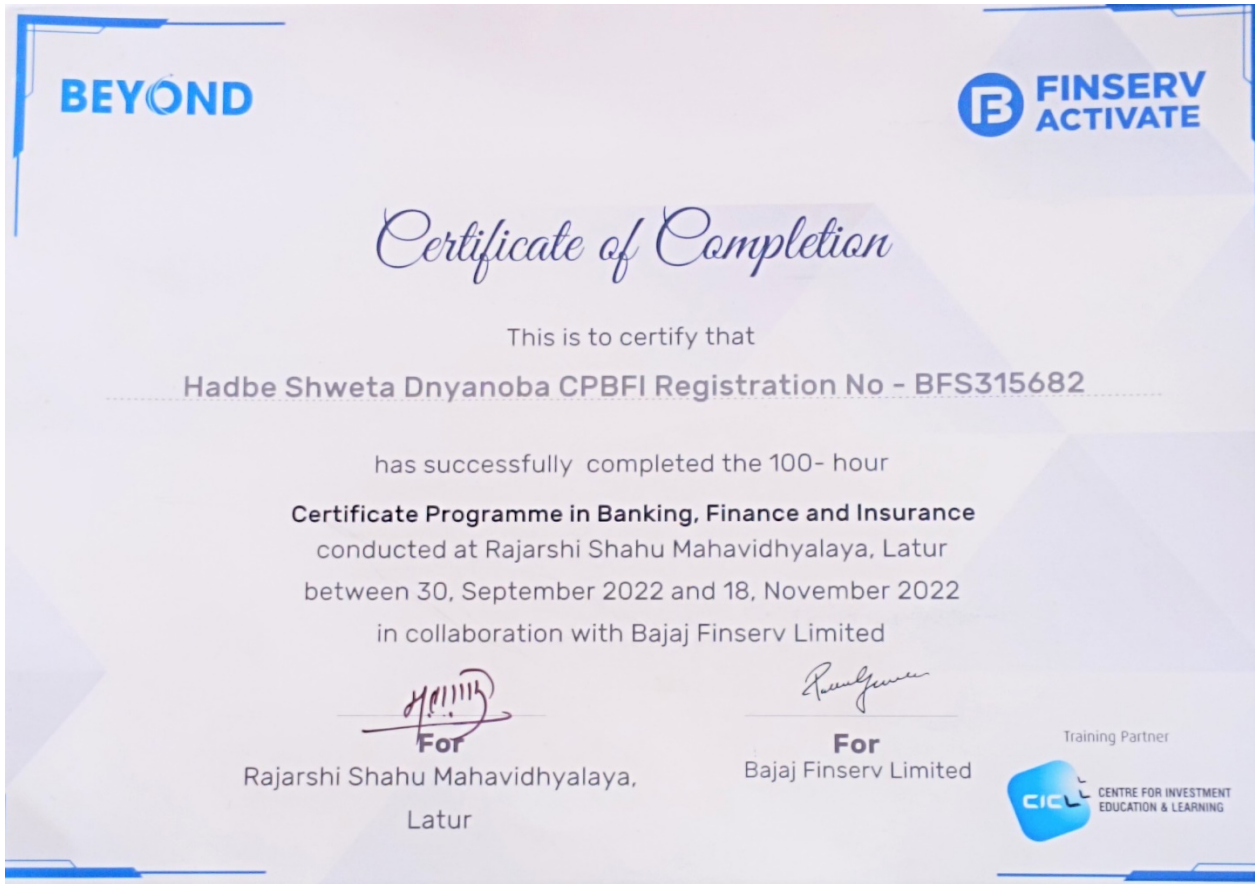 BEYOND
FINSERV
ACTIVATE
Certificate of Completion
This is to certify that
Hadbe Shweta Dnyanoba CPBFI Registration No - BFS315682
has successfully completed the 100- hour
Certificate Programme in Banking, Finance and Insurance
conducted at Rajarshi Shahu Mahavidhyalaya, Latur
between 30, September 2022 and 18, November 2022
in collaboration with Bajaj Finserv Limited
For
Rajarshi Shahu Mahavidhyalaya,
Latur
For
Bajaj Finserv Limited
Training Partner
CENTRE FOR INVESTMENT
EDUCATION & LEARNING